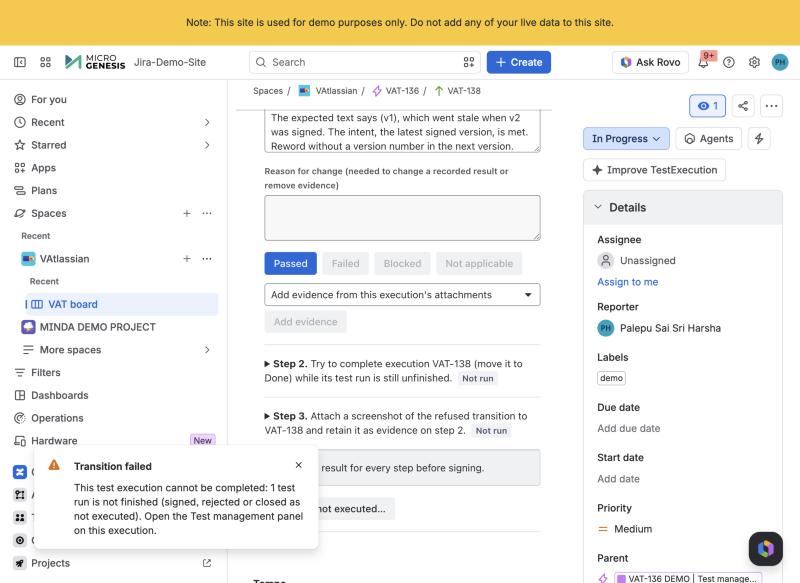 Note: This site is used for demo purposes only. Do not add any of your live data to this site.
MICRO GENESIS
Jira-Demo-Site
Search
Create
Ask Rovo
9+
PH
For you
Recent
Starred
Apps
Plans
Spaces
Recent
VAtlassian
Recent
VAT board
MINDA DEMO PROJECT
More spaces
Filters
Dashboards
Operations
Hardware
New
Projects
Spaces / VAtlassian / VAT-136 / VAT-138
The expected text says (v1), which went stale when v2
was signed. The intent, the latest signed version, is met.
Reword without a version number in the next version.
Reason for change (needed to change a recorded result or
remove evidence)
Passed
Failed
Blocked
Not applicable
Add evidence from this execution's attachments
Add evidence
Step 2. Try to complete execution VAT-138 (move it to
Done) while its test run is still unfinished. Not run
Step 3. Attach a screenshot of the refused transition to
VAT-138 and retain it as evidence on step 2. Not run
result for every step before signing.
not executed...
Transition failed
This test execution cannot be completed: 1 test
run is not finished (signed, rejected or closed as
not executed). Open the Test management panel
on this execution.
1
In Progress
Agents
Improve TestExecution
Details
Assignee
Unassigned
Assign to me
Reporter
PH Palepu Sai Sri Harsha
Labels
demo
Due date
Add due date
Start date
Add date
Priority
Medium
Parent
VAT-136 DEMO | Test manage...